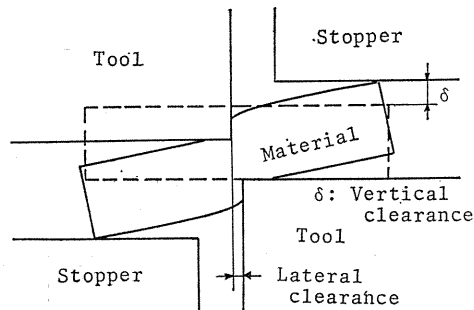 Stopper
Tool
δ
Material
δ: Vertical
clearance
Tool
Stopper
Lateral
clearance